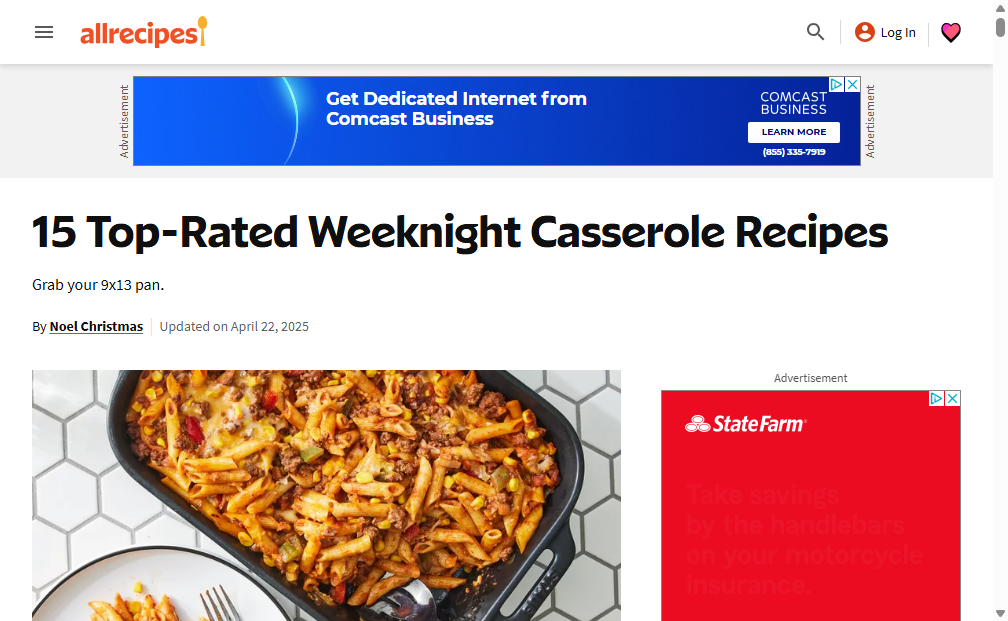 allrecipes
Log In
Advertisement
Get Dedicated Internet from
Comcast Business
COMCAST
BUSINESS
LEARN MORE
(855) 335-7919
Advertisement
15 Top-Rated Weeknight Casserole Recipes
Grab your 9x13 pan.
By Noel Christmas
Updated on April 22, 2025
Advertisement
StateFarm
Take savings
by the handlebars
on your motorcycle
insurance.